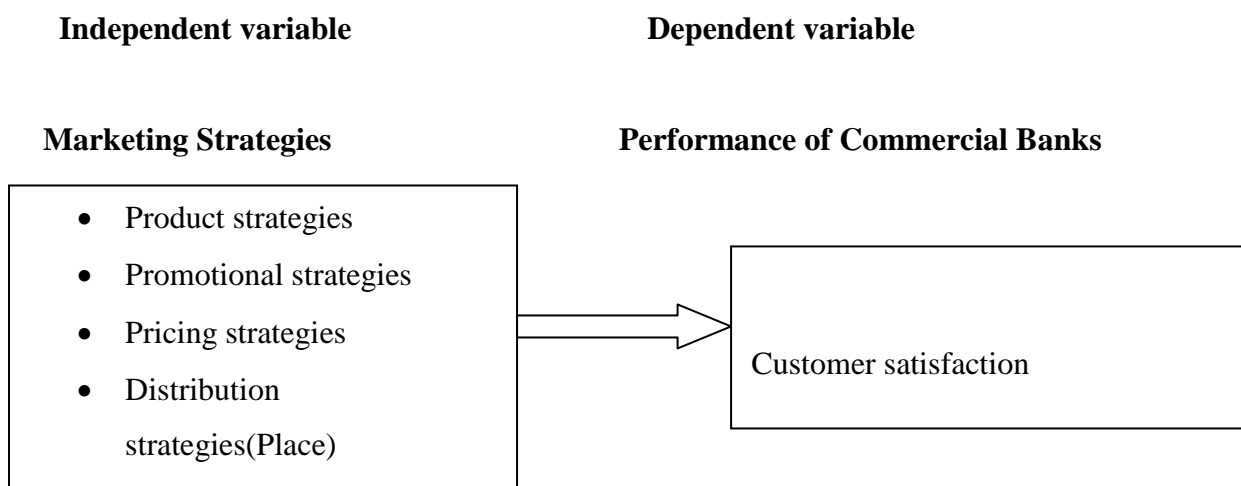 Independent variable Dependent variable
Marketing Strategies Performance of Commercial Banks
• Product strategies
• Promotional strategies
• Pricing strategies
• Distribution
strategies(Place)
Customer satisfaction